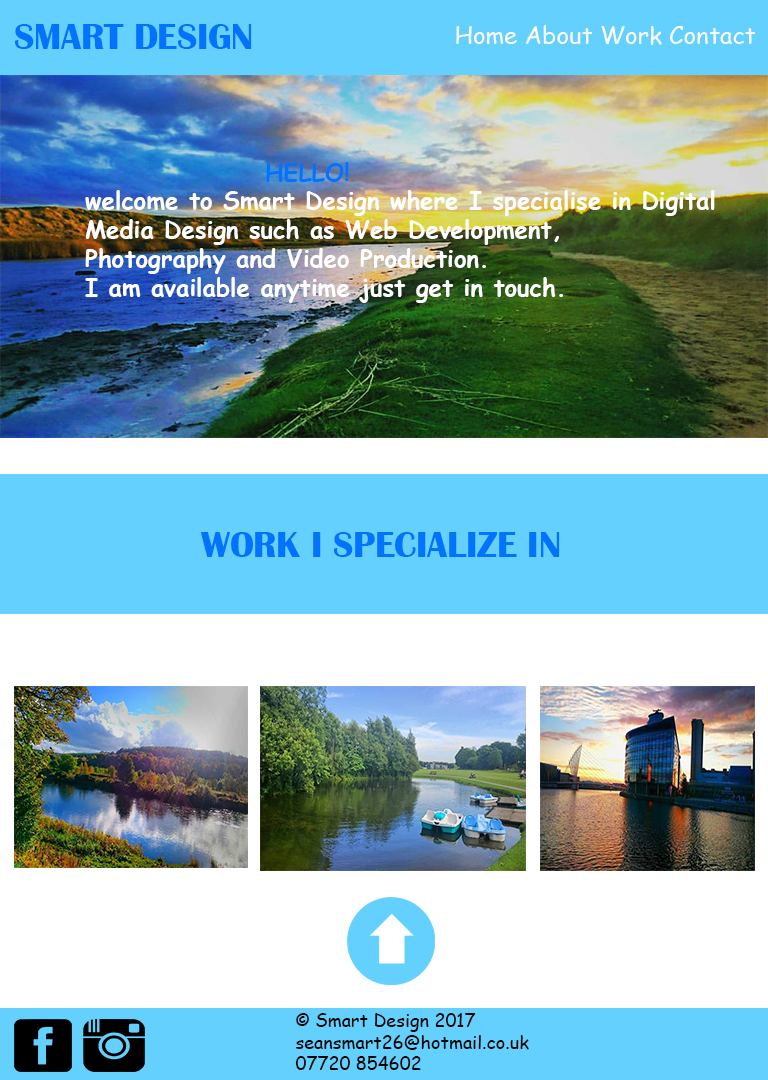 SMART DESIGN
Home About Work Contact
HELLO!
welcome to Smart Design where I specialise in Digital
Media Design such as Web Development,
Photography and Video Production.
I am available anytime just get in touch.
WORK I SPECIALIZE IN
© Smart Design 2017
seansmart26@hotmail.co.uk
07720 854602